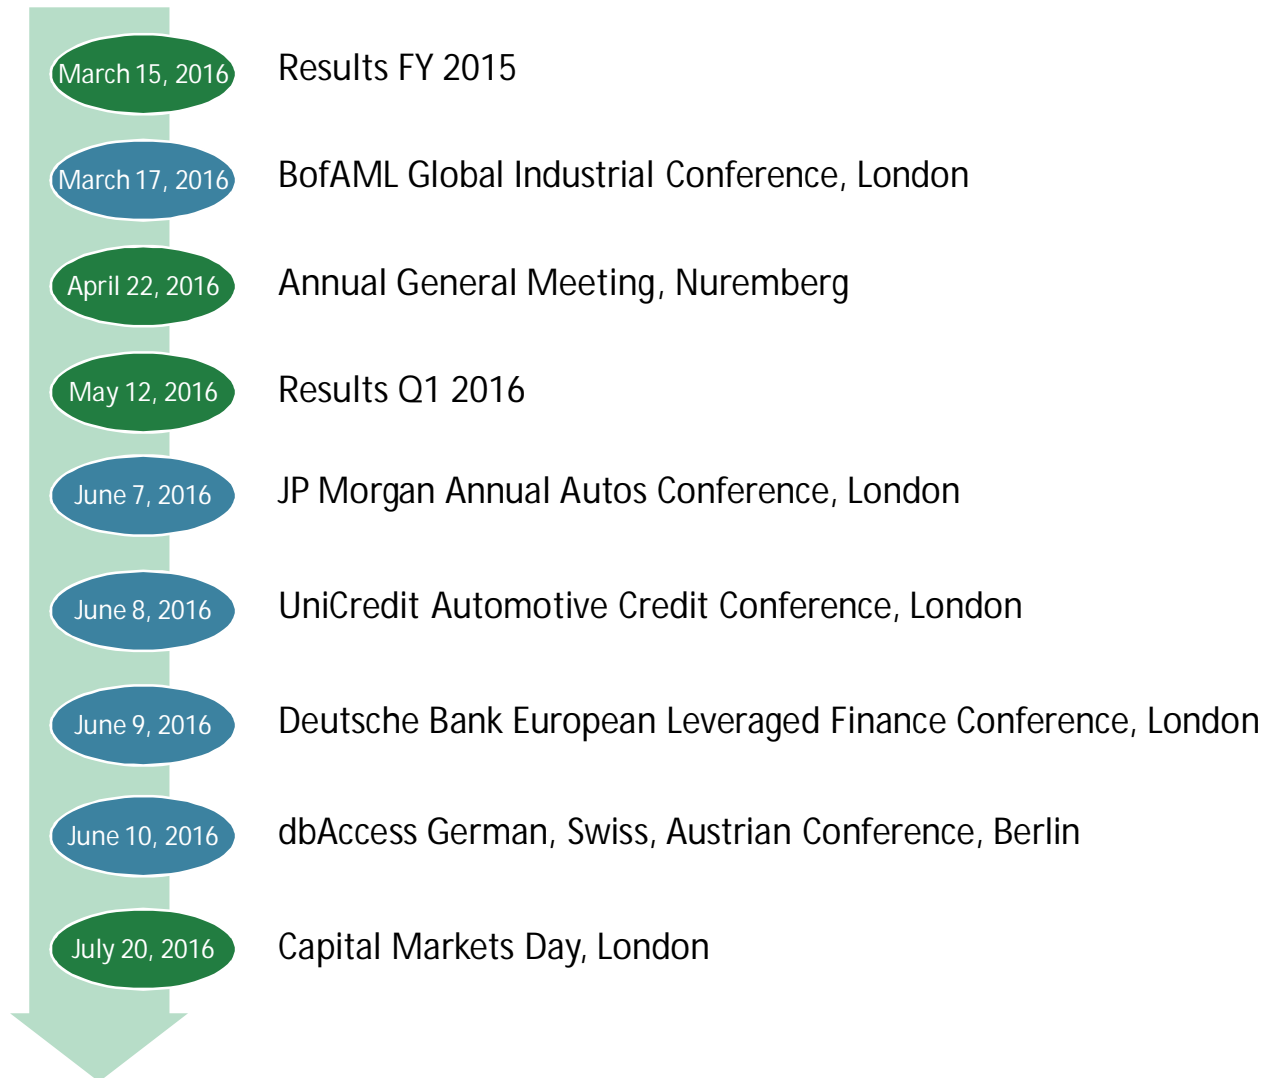 March 15, 2016 Results FY 2015
March 17, 2016 BofAML Global Industrial Conference, London
April 22, 2016 Annual General Meeting, Nuremberg
May 12, 2016 Results Q1 2016
June 7, 2016 JP Morgan Annual Autos Conference, London
June 8, 2016 UniCredit Automotive Credit Conference, London
June 9, 2016 Deutsche Bank European Leveraged Finance Conference, London
June 10, 2016 dbAccess German, Swiss, Austrian Conference, Berlin
July 20, 2016 Capital Markets Day, London